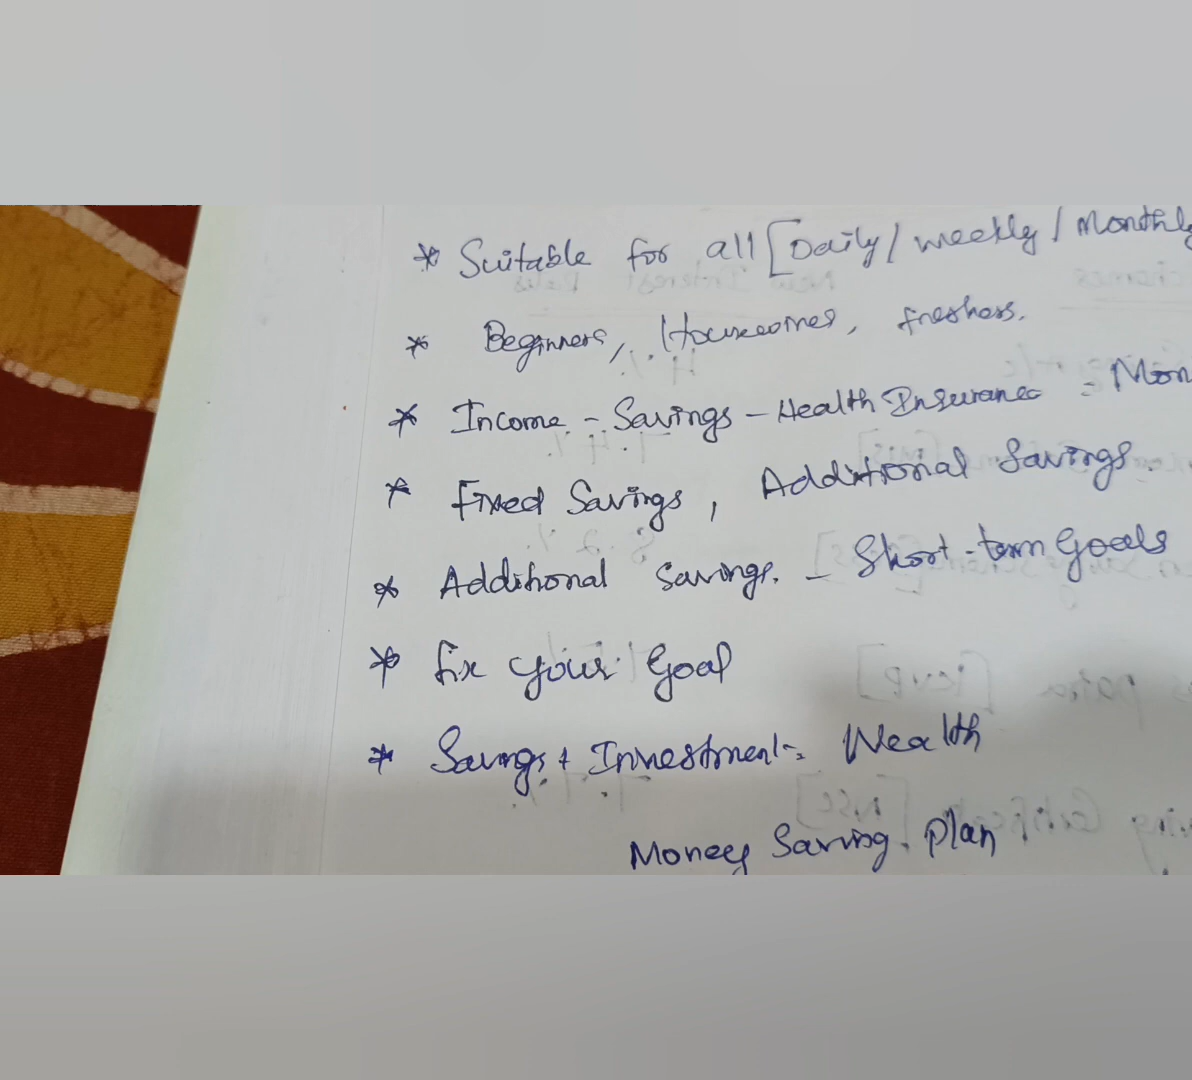 * Suitable for all [Daily / weekly / Monthly
* Beginners, Housewives, freshers.
* Income - Savings - Health Insurance = Mon
* Fixed Savings, Additional Savings.
* Additional Savings. - Short-term Goals
* fix your Goal
* Savings + Investment = Wealth
Money Saving. Plan